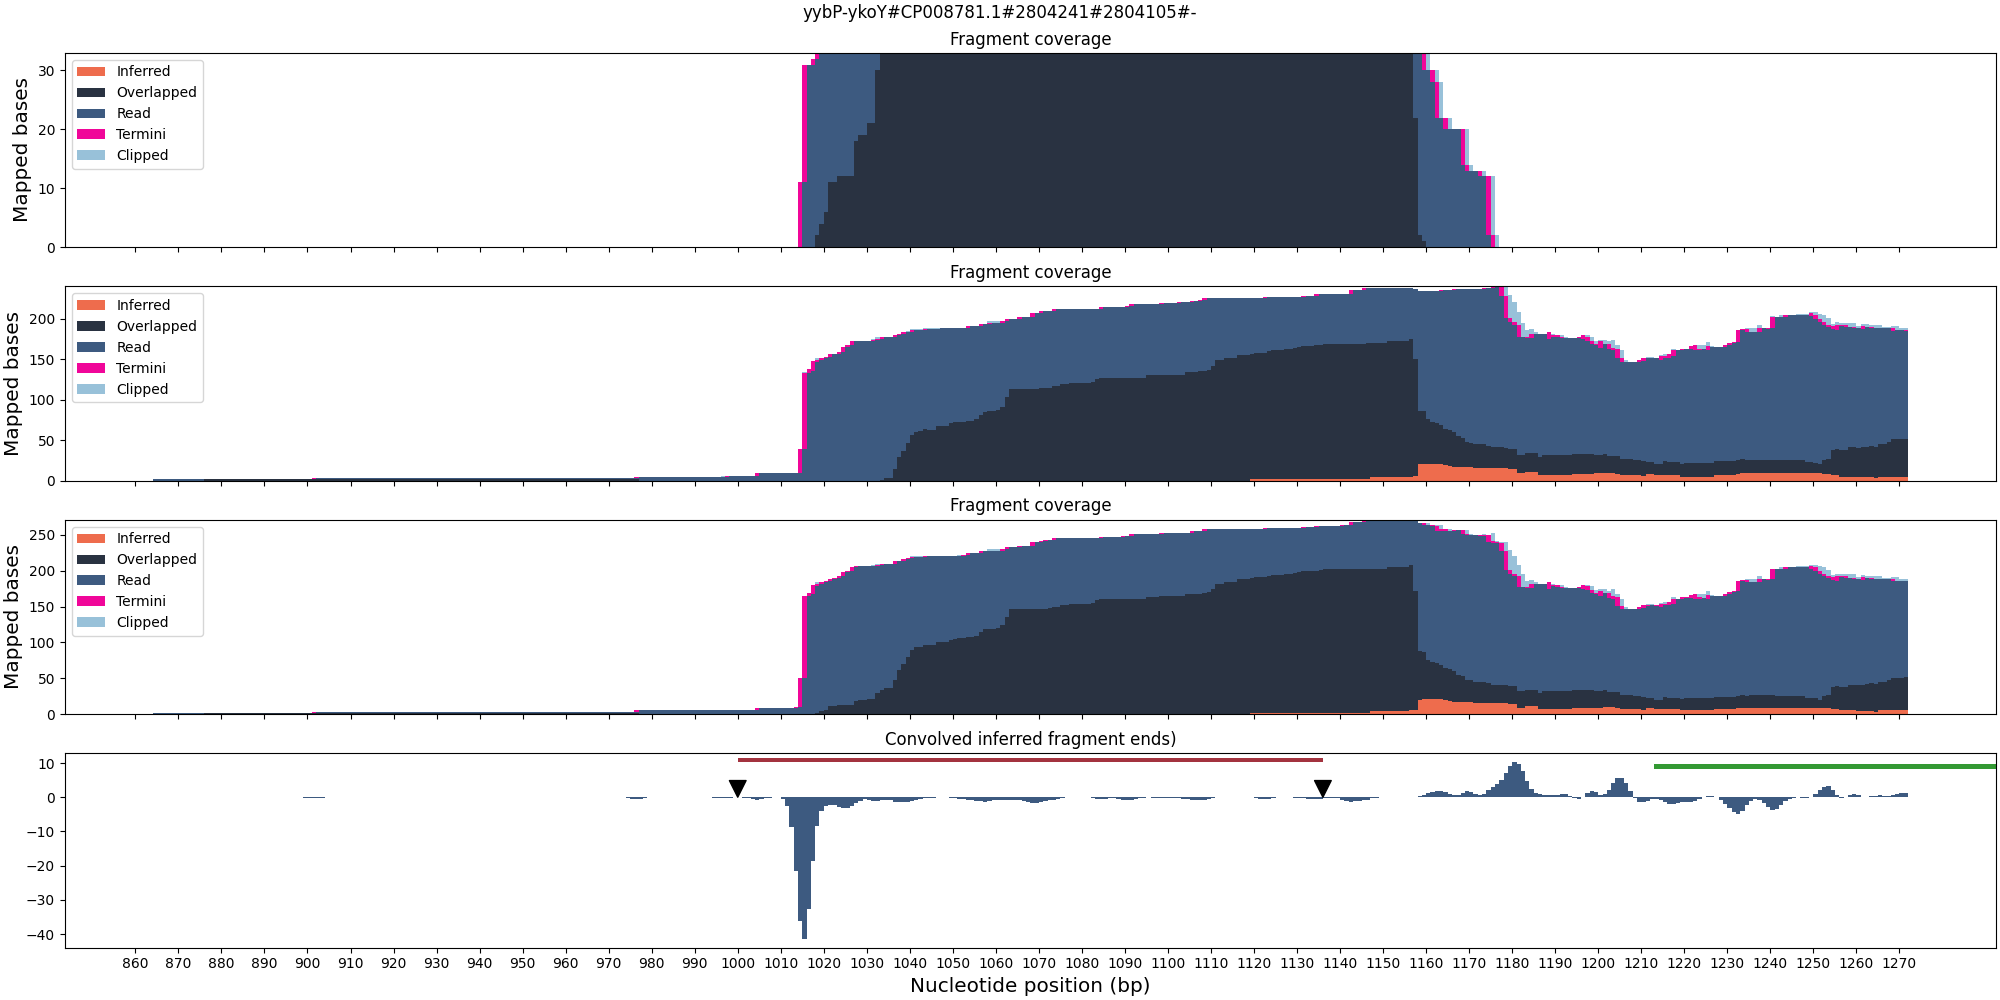 yybP-ykoY#CP008781.1#2804241#2804105#-
Fragment coverage
Mapped bases
30
20
10
0
Inferred
Overlapped
Read
Termini
Clipped
Fragment coverage
Mapped bases
200
150
100
50
0
Inferred
Overlapped
Read
Termini
Clipped
Fragment coverage
Mapped bases
250
200
150
100
50
0
Inferred
Overlapped
Read
Termini
Clipped
Convolved inferred fragment ends)
10
0
−10
−20
−30
−40
860 870 880 890 900 910 920 930 940 950 960 970 980 990 1000 1010 1020 1030 1040 1050 1060 1070 1080 1090 1100 1110 1120 1130 1140 1150 1160 1170 1180 1190 1200 1210 1220 1230 1240 1250 1260 1270
Nucleotide position (bp)